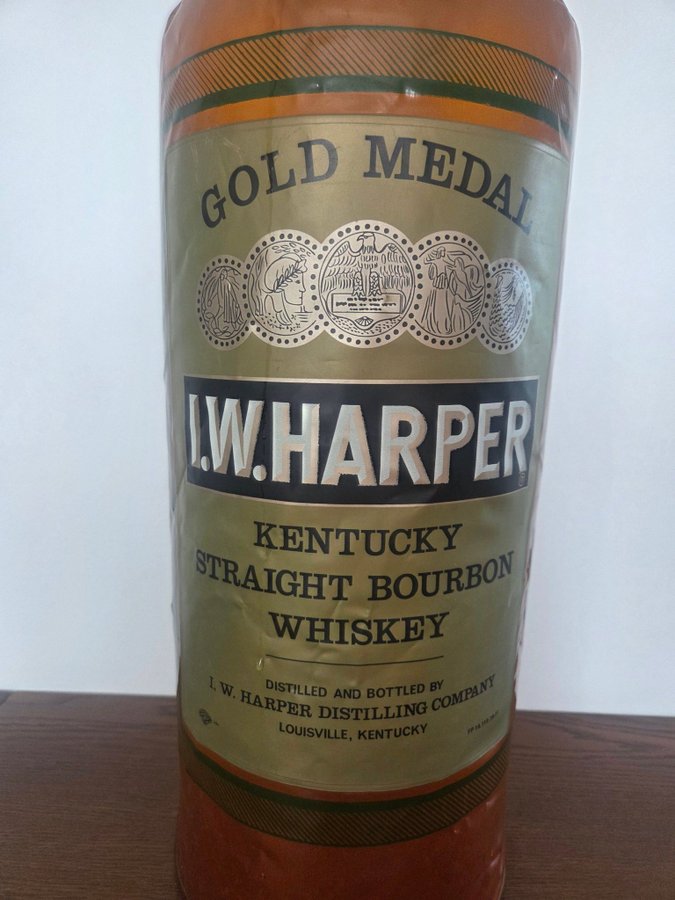 GOLD MEDAL
I.W.HARPER
KENTUCKY
STRAIGHT BOURBON
WHISKEY
DISTILLED AND BOTTLED BY
I. W. HARPER DISTILLING COMPANY
LOUISVILLE, KENTUCKY